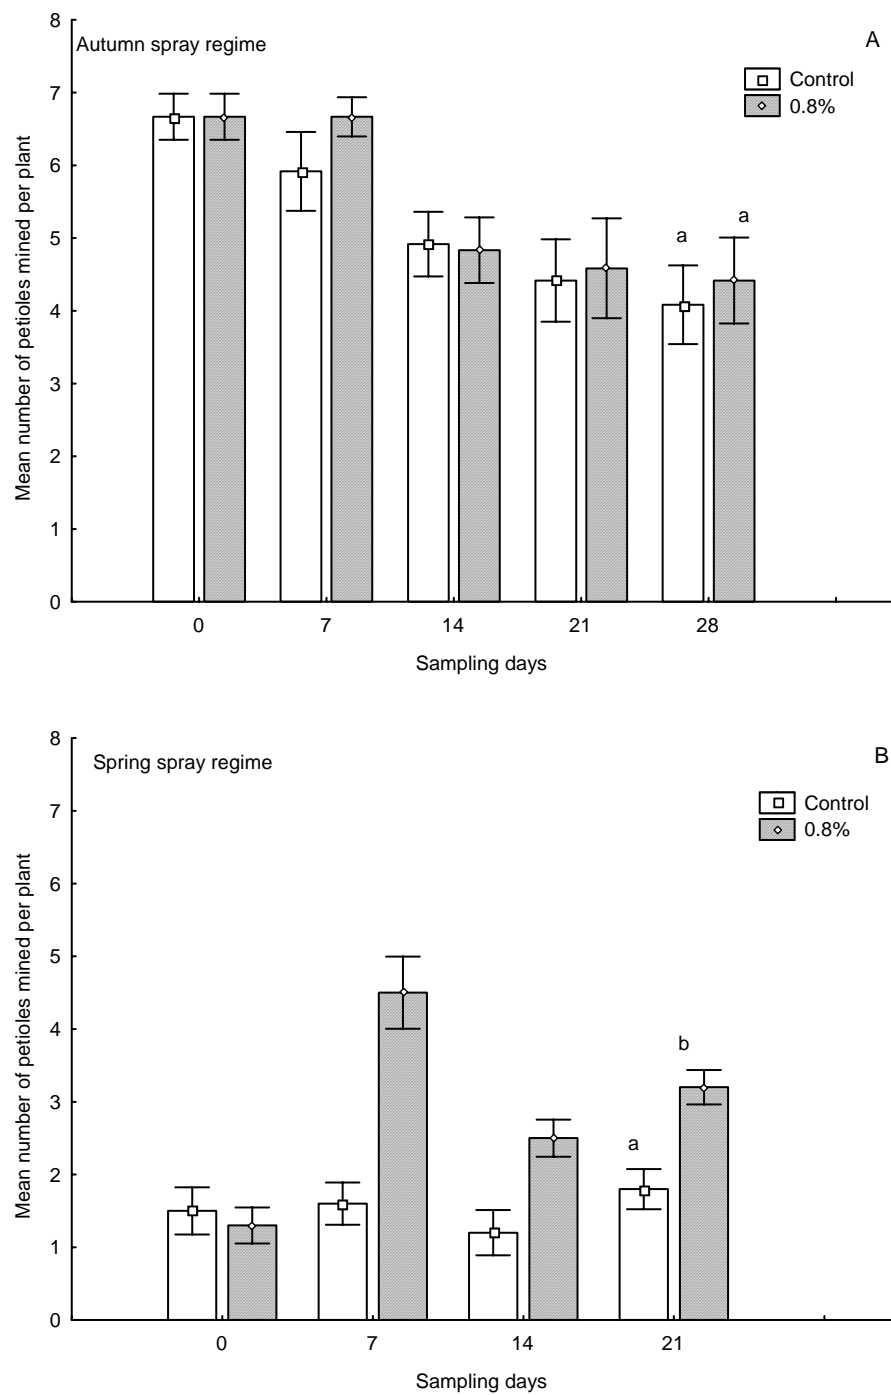 8
Autumn spray regime
A
Control
0.8%
7
6
5
4
3
2
1
0
a
a
Mean number of petioles mined per plant
0 7 14 21 28
Sampling days
8
Spring spray regime
B
Control
0.8%
7
6
5
4
3
2
1
0
b
a
Mean number of petioles mined per plant
0 7 14 21
Sampling days